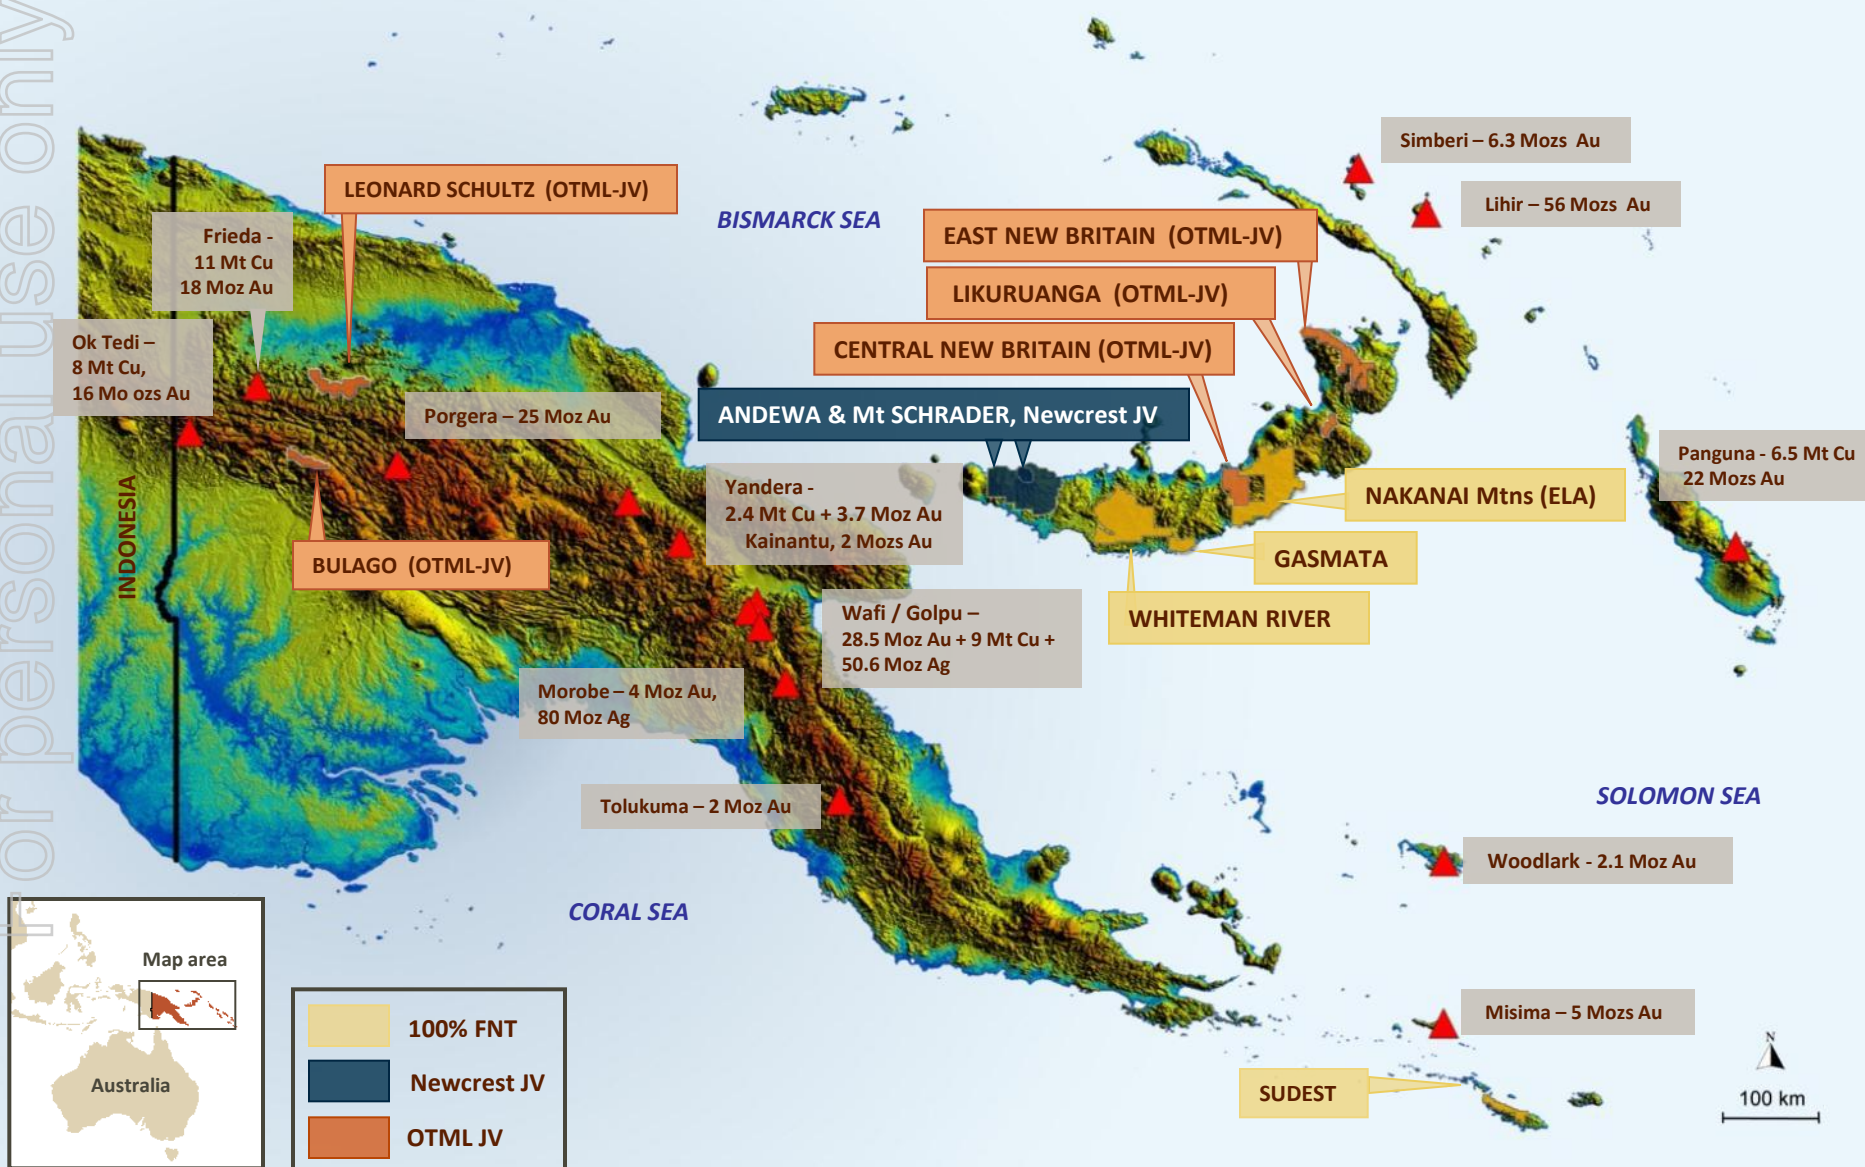 For personal use only
Simberi – 6.3 Mozs Au
Lihir – 56 Mozs Au
LEONARD SCHULTZ (OTML-JV)
BISMARCK SEA
Frieda -
11 Mt Cu
18 Moz Au
EAST NEW BRITAIN (OTML-JV)
LIKURUANGA (OTML-JV)
CENTRAL NEW BRITAIN (OTML-JV)
Ok Tedi –
8 Mt Cu,
16 Mo ozs Au
Porgera – 25 Moz Au
ANDEWA & Mt SCHRADER, Newcrest JV
Panguna - 6.5 Mt Cu
22 Mozs Au
Yandera -
2.4 Mt Cu + 3.7 Moz Au
Kainantu, 2 Mozs Au
NAKANAI Mtns (ELA)
INDONESIA
BULAGO (OTML-JV)
GASMATA
WHITEMAN RIVER
Wafi / Golpu –
28.5 Moz Au + 9 Mt Cu +
50.6 Moz Ag
Morobe – 4 Moz Au,
80 Moz Ag
Tolukuma – 2 Moz Au
SOLOMON SEA
Woodlark - 2.1 Moz Au
CORAL SEA
Misima – 5 Mozs Au
SUDEST
N
100 km
Map area
Australia
100% FNT
Newcrest JV
OTML JV